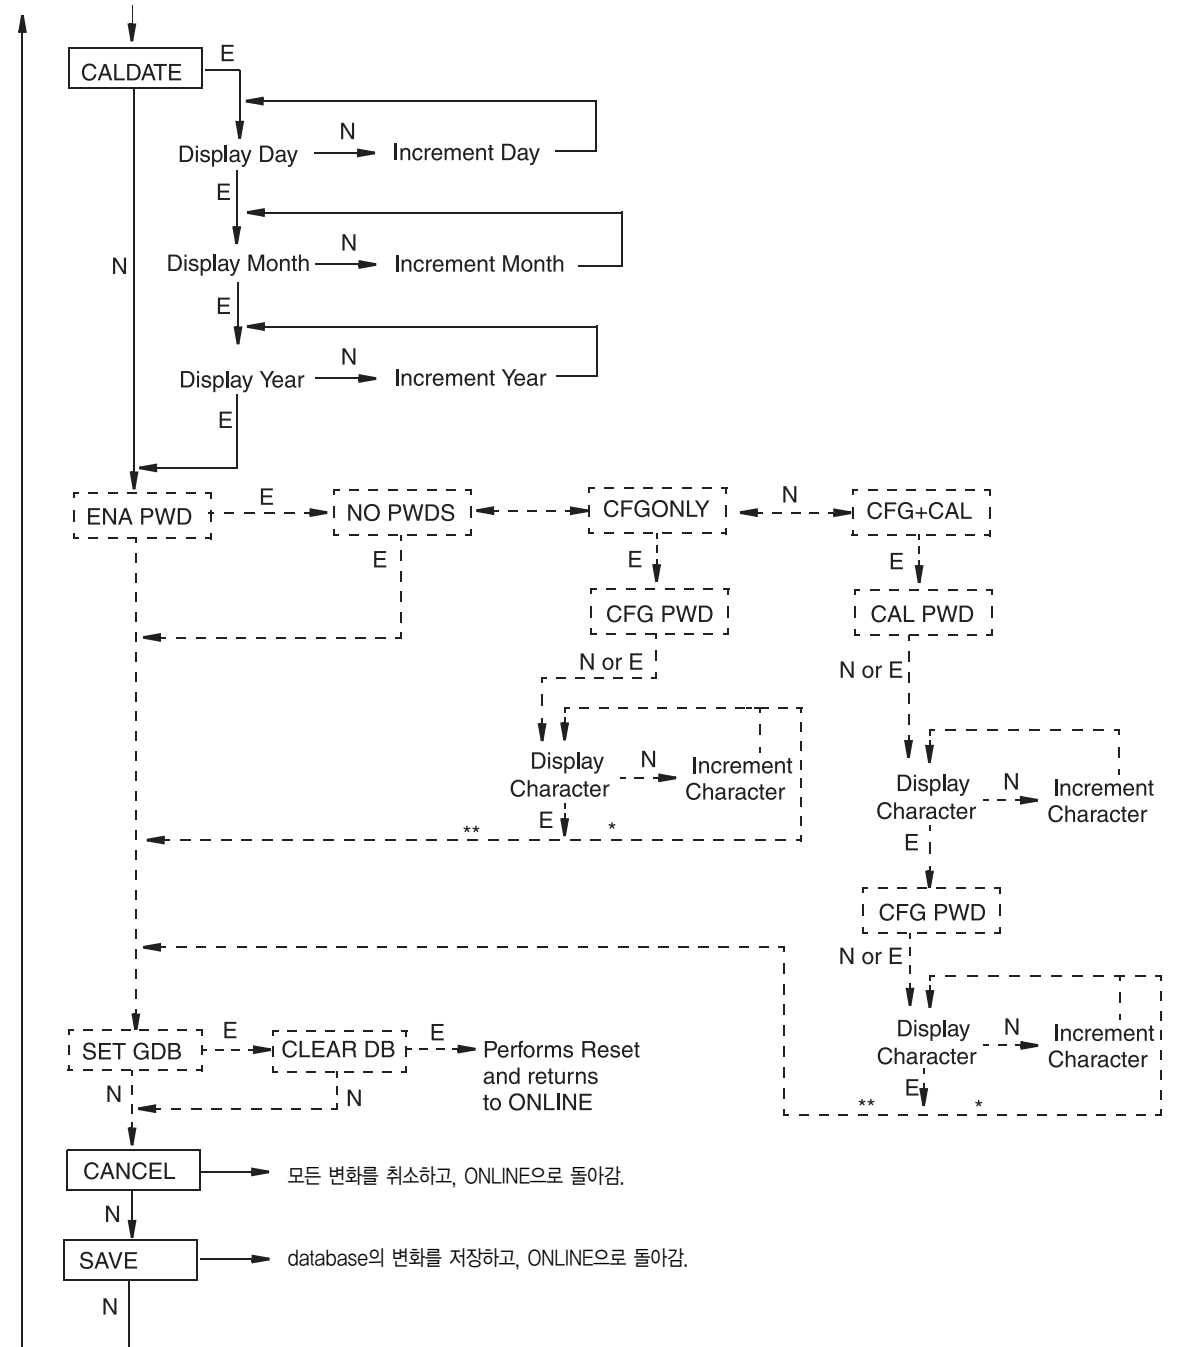 E
CALDATE
N
Display Day
Increment Day
E
N
Display Month
Increment Month
N
E
N
Display Year
Increment Year
E
E
N
ENA PWD
NO PWDS
CFGONLY
CFG+CAL
E
E
E
CFG PWD
CAL PWD
N or E
N or E
Display
Character
N
Increment
Character
Display
Character
N
Increment
Character
E
**
*
E
CFG PWD
N or E
E
E
SET GDB
CLEAR DB
Performs Reset
and returns
to ONLINE
N
N
Display
Character
N
Increment
Character
E
**
*
CANCEL
모든 변화를 취소하고, ONLINE으로 돌아감.
N
SAVE
database의 변화를 저장하고, ONLINE으로 돌아감.
N